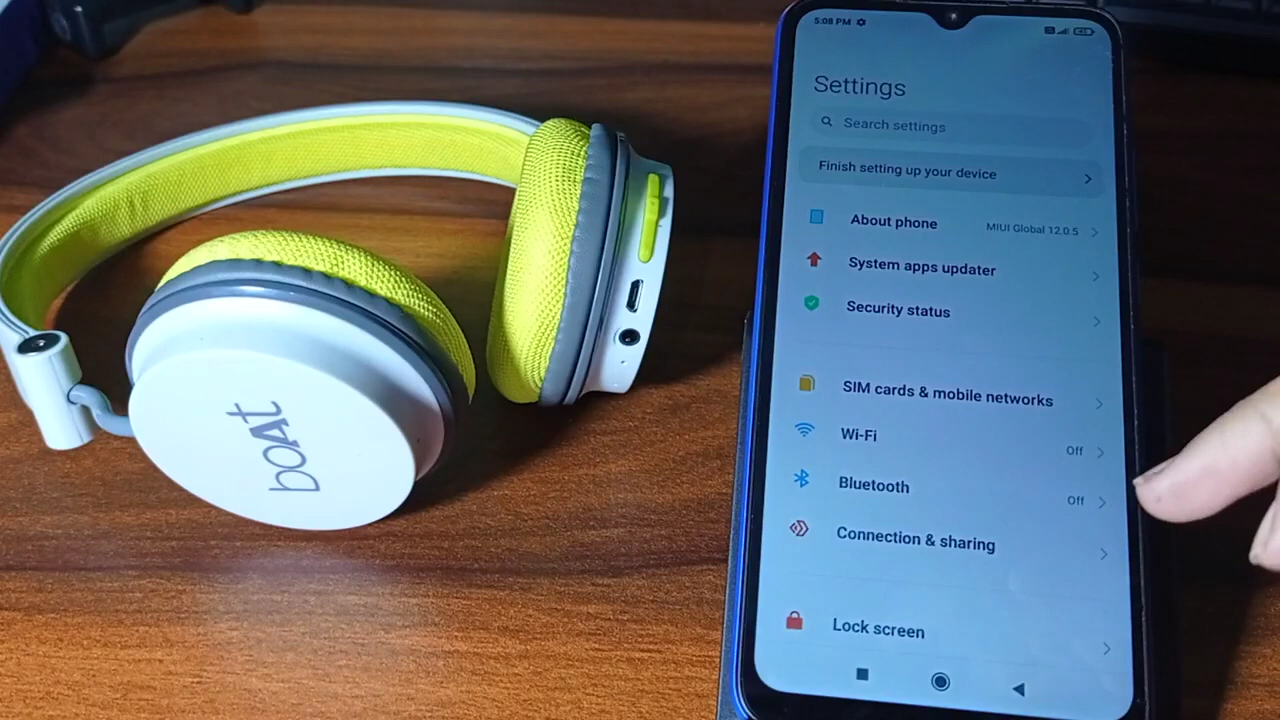 boAt
5:08 PM
Settings
Search settings
Finish setting up your device
About phone MIUI Global 12.0.5
System apps updater
Security status
SIM cards & mobile networks
Wi-Fi Off
Bluetooth Off
Connection & sharing
Lock screen